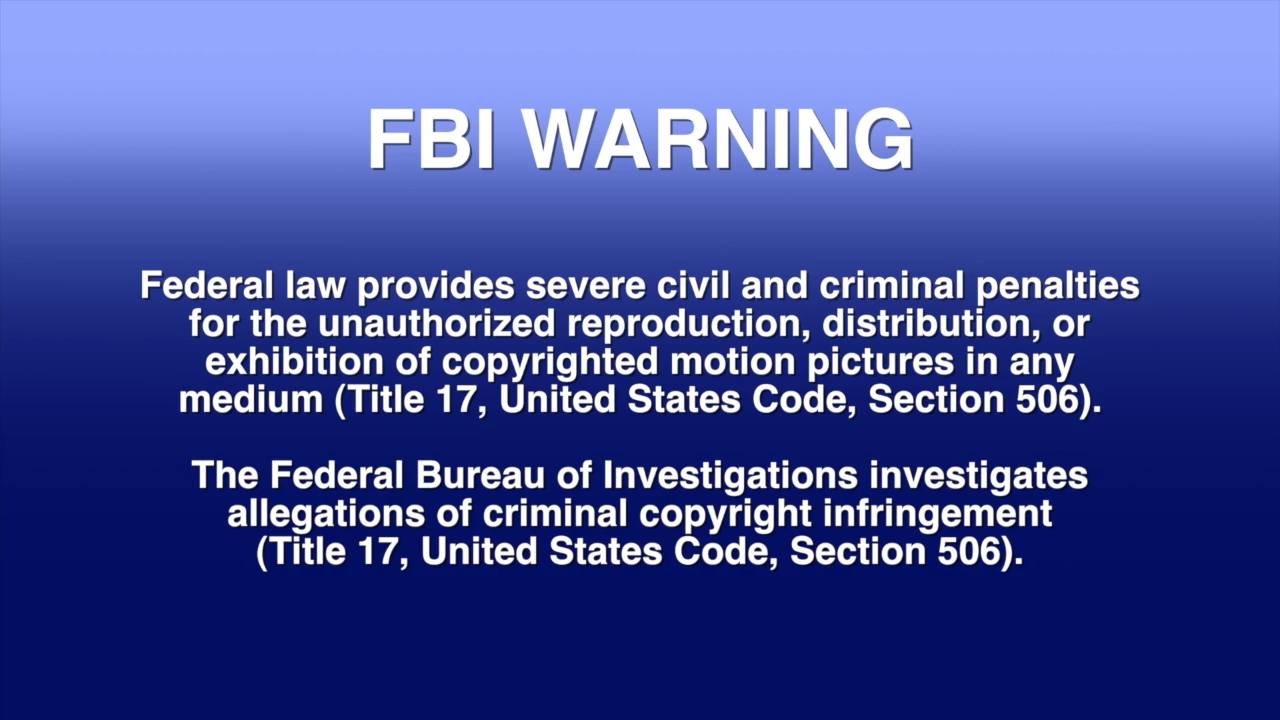 FBI WARNING
Federal law provides severe civil and criminal penalties
for the unauthorized reproduction, distribution, or
exhibition of copyrighted motion pictures in any
medium (Title 17, United States Code, Section 506).
The Federal Bureau of Investigations investigates
allegations of criminal copyright infringement
(Title 17, United States Code, Section 506).